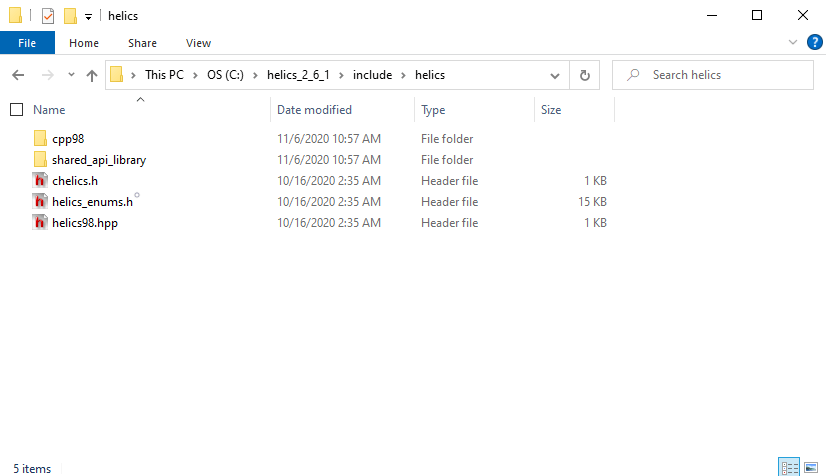 helics
File Home Share View
This PC OS (C:) helics_2_6_1 include helics Search helics
Name Date modified Type Size
cpp98 11/6/2020 10:57 AM File folder
shared_api_library 11/6/2020 10:57 AM File folder
chelics.h 10/16/2020 2:35 AM Header file 1 KB
helics_enums.h 10/16/2020 2:35 AM Header file 15 KB
helics98.hpp 10/16/2020 2:35 AM Header file 1 KB
5 items